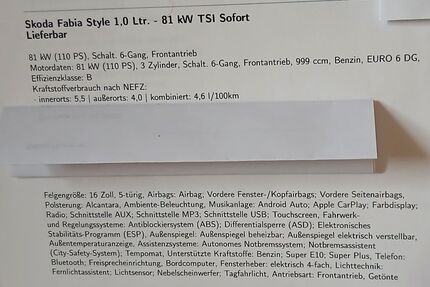 Skoda Fabia Style 1,0 Ltr. - 81 kW TSI Sofort
Lieferbar
81 kW (110 PS), Schalt. 6-Gang, Frontantrieb
Motordaten: 81 kW (110 PS), 3 Zylinder, Schalt. 6-Gang, Frontantrieb, 999 ccm, Benzin, EURO 6 DG,
Effizienzklasse: B
Kraftstoffverbrauch nach NEFZ:
- innerorts: 5,5 | außerorts: 4,0 | kombiniert: 4,6 l/100km
Felgengröße: 16 Zoll, 5-türig, Airbags: Airbag; Vordere Fenster-/Kopfairbags; Vordere Seitenairbags,
Polsterung: Alcantara, Ambiente-Beleuchtung, Musikanlage: Android Auto; Apple CarPlay; Farbdisplay;
Radio; Schnittstelle AUX; Schnittstelle MP3; Schnittstelle USB; Touchscreen, Fahrwerk-
und Regelungssysteme: Antiblockiersystem (ABS); Differentialsperre (ASD); Elektronisches
Stabilitäts-Programm (ESP), Außenspiegel: Außenspiegel beheizbar; Außenspiegel elektrisch verstellbar,
Außentemperaturanzeige, Assistenzsysteme: Autonomes Notbremssystem; Notbremsassistent
(City-Safety-System); Tempomat, Unterstützte Kraftstoffe: Benzin; Super E10; Super Plus, Telefon:
Bluetooth; Freisprecheinrichtung, Bordcomputer, Fensterheber: elektrisch 4-fach, Lichttechnik:
Fernlichtassistent; Lichtsensor; Nebelscheinwerfer, Tagfahrlicht, Antriebsart: Frontantrieb, Getönte